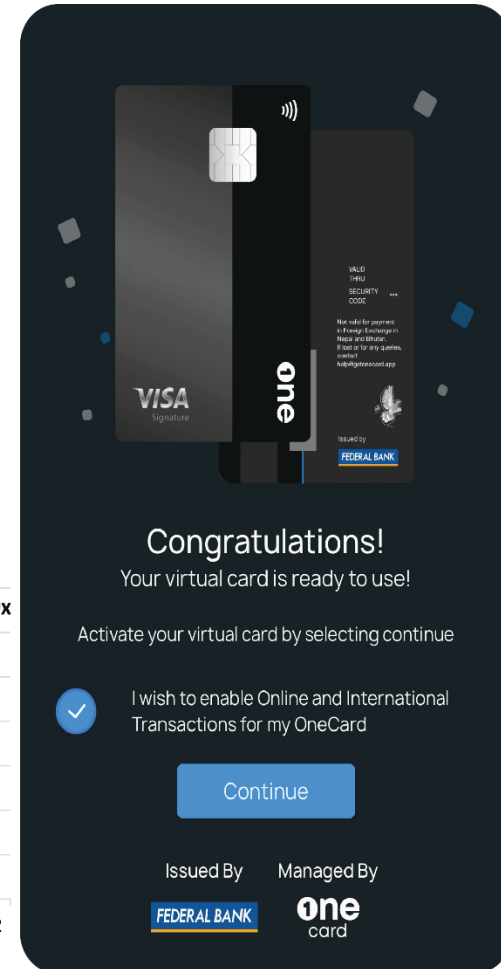 VALID
THRU
SECURITY
CODE
***
Not valid for payment
in Foreign Exchange in
Nepal and Bhutan.
If lost or for any queries,
contact
help@getonecard.app
VISA
Signature
one
Issued by
FEDERAL BANK
Congratulations!
Your virtual card is ready to use!
Activate your virtual card by selecting continue
I wish to enable Online and International
Transactions for my OneCard
Continue
Issued By Managed By
FEDERAL BANK one
card